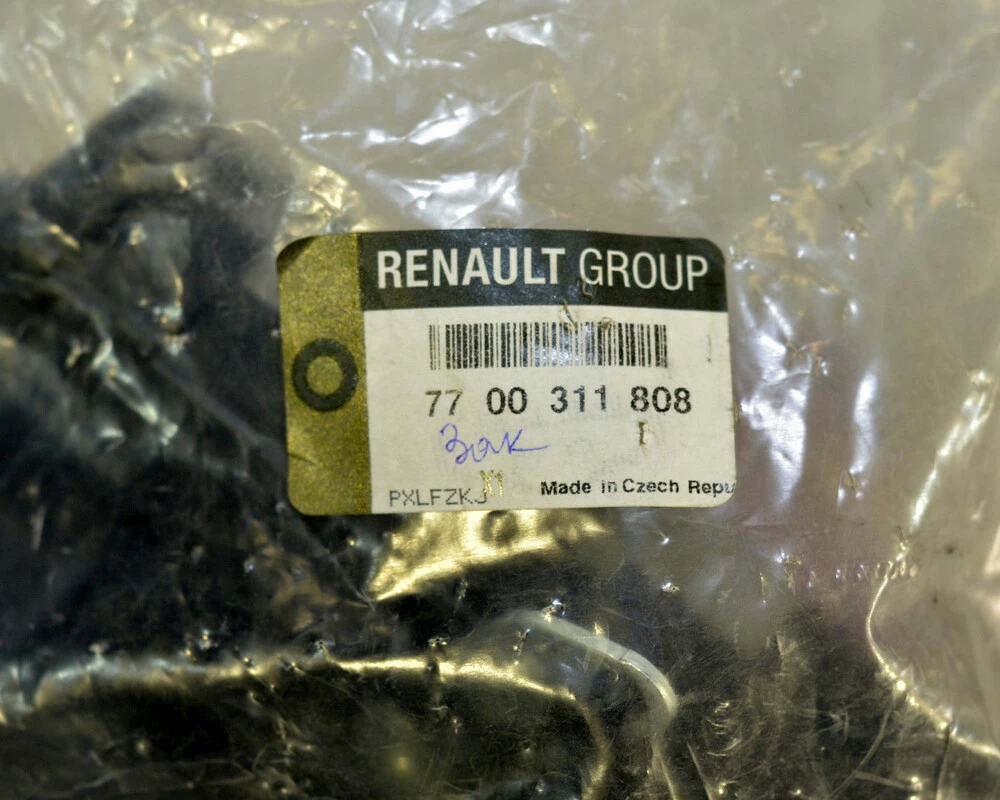 RENAULT GROUP
77 00 311 808
Зак
PXLFZKJ
Made in Czech Repu